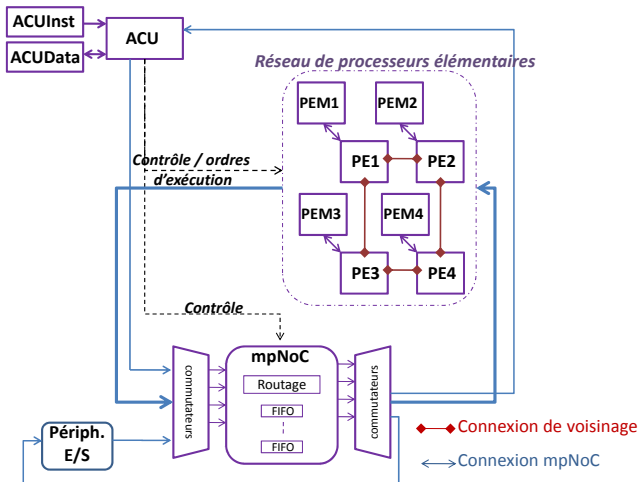 ACUInst
ACU
ACUData
Réseau de processeurs élémentaires
PEM1
PEM2
PE1
PE2
Contrôle / ordres
d'exécution
PEM3
PEM4
PE3
PE4
Contrôle
mpNoC
commutateurs
Routage
FIFO
FIFO
commutateurs
Périph.
E/S
Connexion de voisinage
Connexion mpNoC